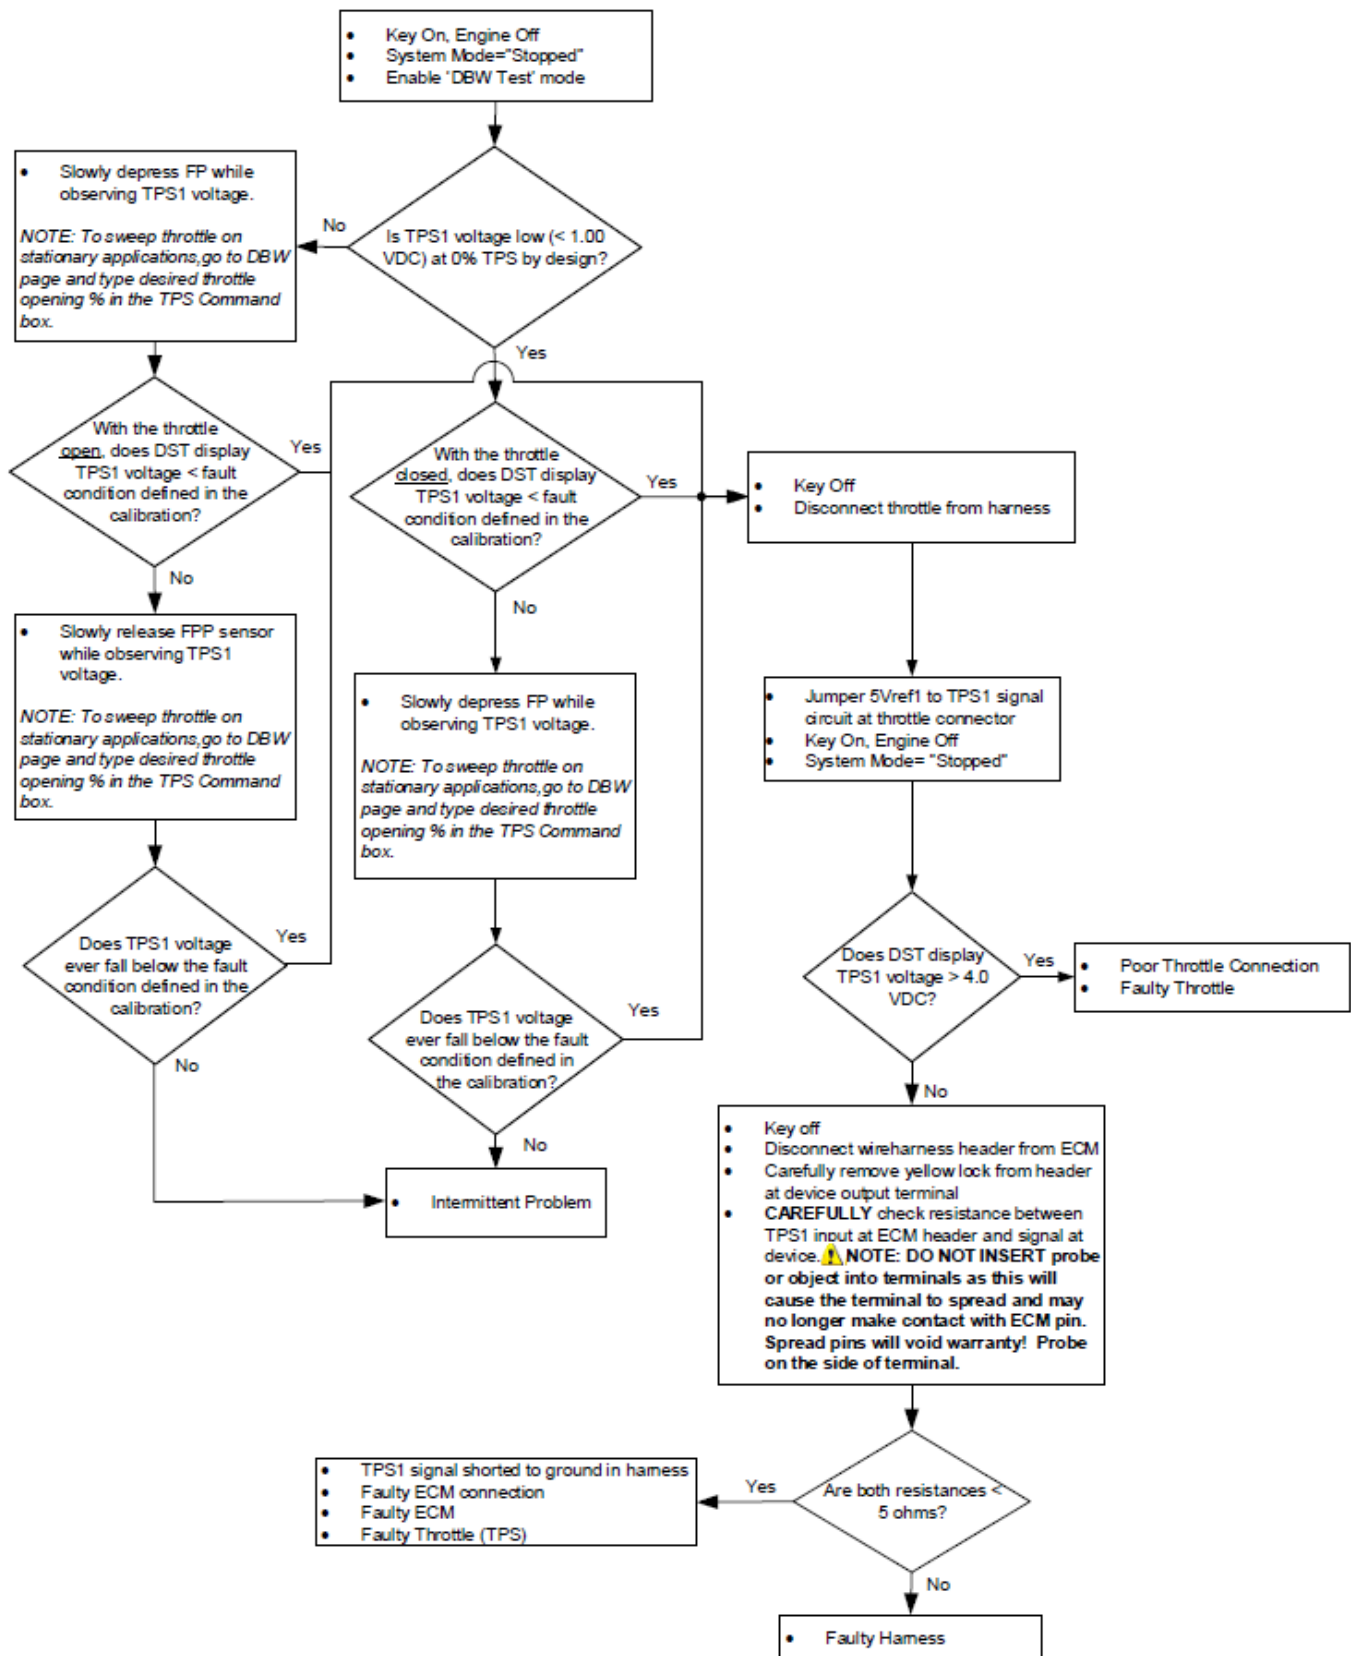 • Key On, Engine Off
• System Mode="Stopped"
• Enable 'DBW Test' mode
• Slowly depress FP while
observing TPS1 voltage.
NOTE: To sweep throttle on
stationary applications,go to DBW
page and type desired throttle
opening % in the TPS Command
box.
No
Is TPS1 voltage low (< 1.00
VDC) at 0% TPS by design?
Yes
With the throttle
open, does DST display
TPS1 voltage < fault
condition defined in the
calibration?
Yes
No
With the throttle
closed, does DST display
TPS1 voltage < fault
condition defined in the
calibration?
Yes
No
• Key Off
• Disconnect throttle from harness
• Slowly release FPP sensor
while observing TPS1
voltage.
NOTE: To sweep throttle on
stationary applications,go to DBW
page and type desired throttle
opening % in the TPS Command
box.
• Slowly depress FP while
observing TPS1 voltage.
NOTE: To sweep throttle on
stationary applications,go to DBW
page and type desired throttle
opening % in the TPS Command
box.
• Jumper 5Vref1 to TPS1 signal
circuit at throttle connector
• Key On, Engine Off
• System Mode= "Stopped"
Does TPS1 voltage
ever fall below the fault
condition defined in the
calibration?
Yes
No
Does TPS1 voltage
ever fall below the fault
condition defined in
the calibration?
Yes
No
Does DST display
TPS1 voltage > 4.0
VDC?
Yes
No
• Poor Throttle Connection
• Faulty Throttle
• Intermittent Problem
• Key off
• Disconnect wireharness header from ECM
• Carefully remove yellow lock from header
at device output terminal
• CAREFULLY check resistance between
TPS1 input at ECM header and signal at
device. NOTE: DO NOT INSERT probe
or object into terminals as this will
cause the terminal to spread and may
no longer make contact with ECM pin.
Spread pins will void warranty! Probe
on the side of terminal.
Are both resistances <
5 ohms?
Yes
No
• TPS1 signal shorted to ground in harness
• Faulty ECM connection
• Faulty ECM
• Faulty Throttle (TPS)
• Faulty Harness